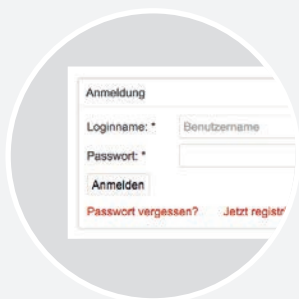 Anmeldung
Loginname: * Benutzername
Passwort: *
Anmelden
Passwort vergessen? Jetzt